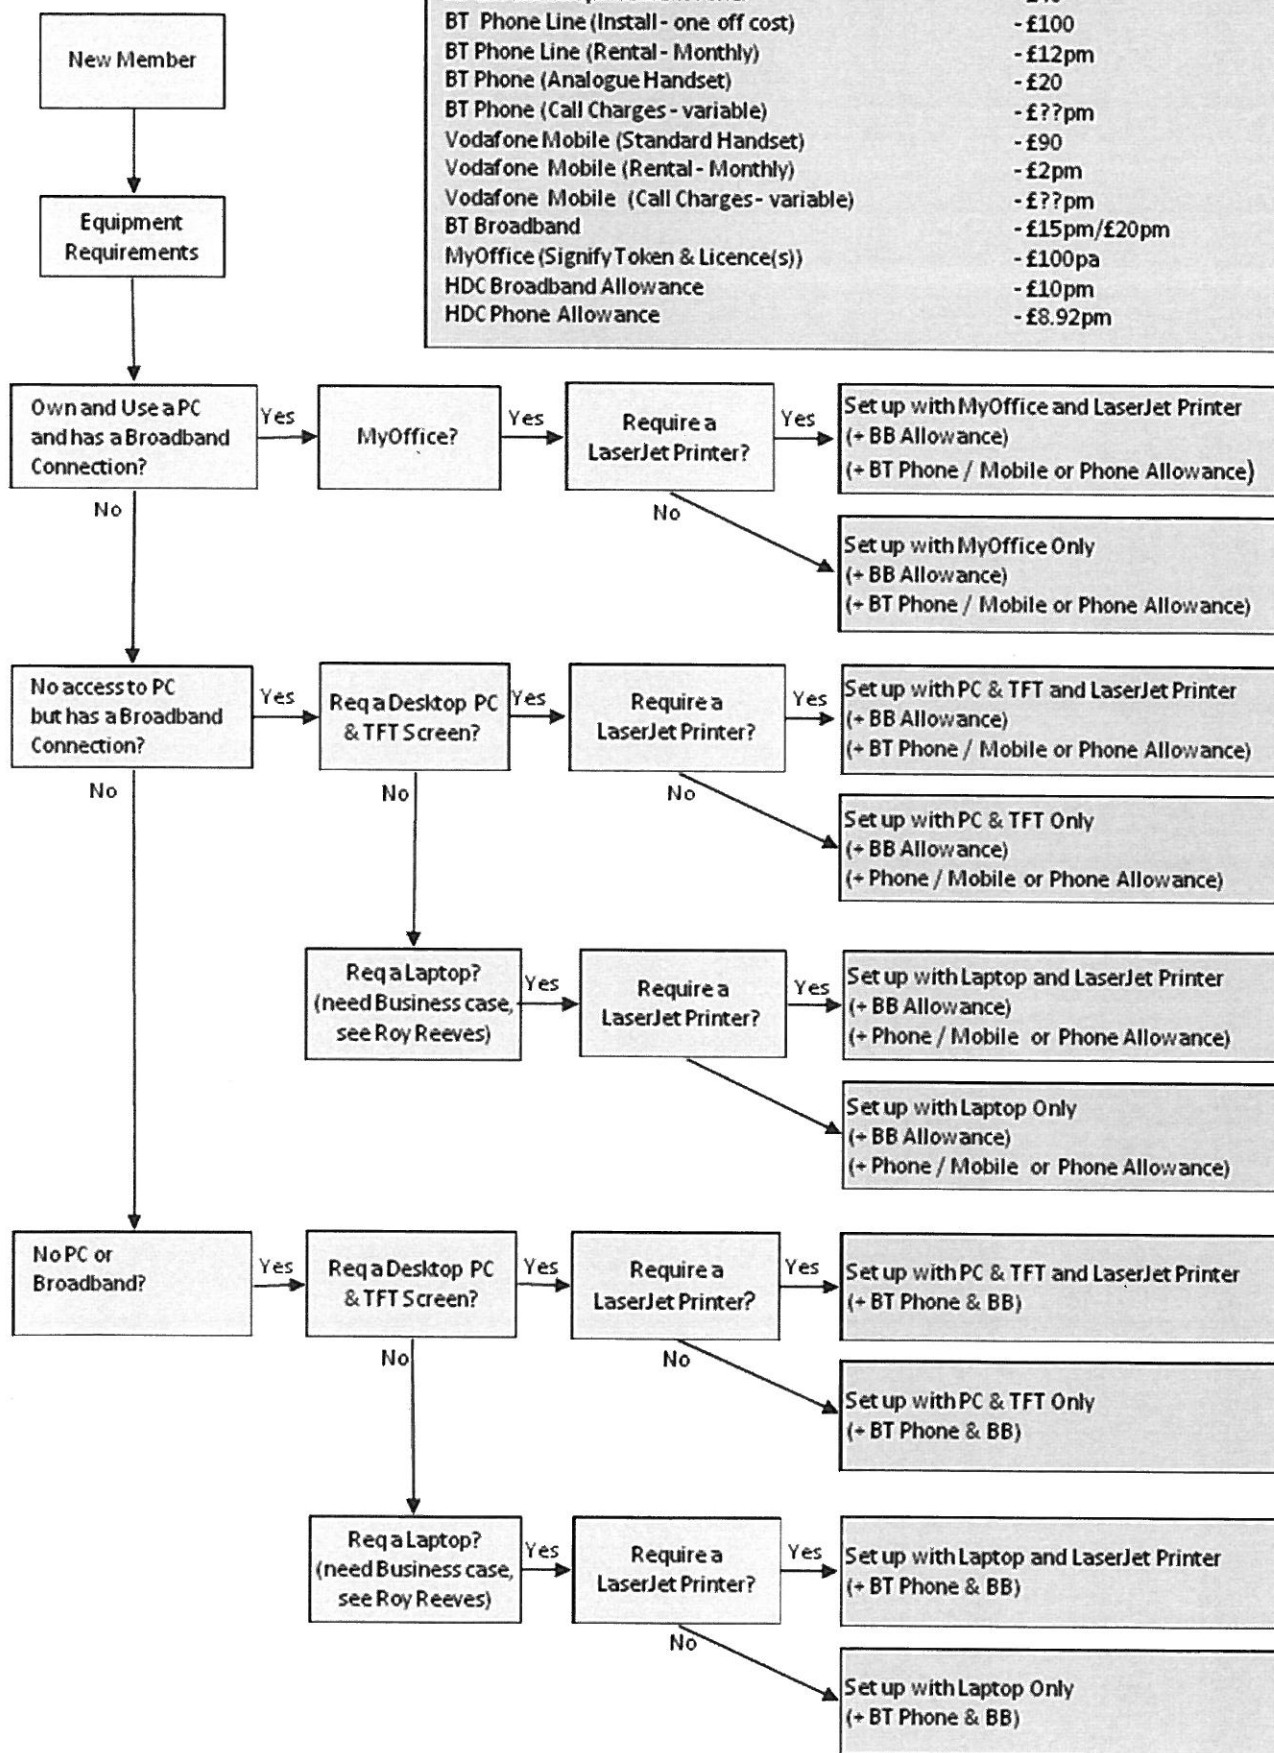 New Member
Equipment
Requirements
BT Phone Line (Install - one off cost) - £100
BT Phone Line (Rental - Monthly) - £12pm
BT Phone (Analogue Handset) - £20
BT Phone (Call Charges - variable) - £??pm
Vodafone Mobile (Standard Handset) - £90
Vodafone Mobile (Rental - Monthly) - £2pm
Vodafone Mobile (Call Charges - variable) - £??pm
BT Broadband - £15pm/£20pm
MyOffice (Signify Token & Licence(s)) - £100pa
HDC Broadband Allowance - £10pm
HDC Phone Allowance - £8.92pm
Own and Use a PC
and has a Broadband
Connection?
Yes
No
MyOffice?
Yes
Require a
LaserJet Printer?
Yes
No
Set up with MyOffice and LaserJet Printer
(+ BB Allowance)
(+ BT Phone / Mobile or Phone Allowance)
Set up with MyOffice Only
(+ BB Allowance)
(+ BT Phone / Mobile or Phone Allowance)
No access to PC
but has a Broadband
Connection?
Yes
No
Req a Desktop PC
& TFT Screen?
Yes
No
Require a
LaserJet Printer?
Yes
No
Set up with PC & TFT and LaserJet Printer
(+ BB Allowance)
(+ BT Phone / Mobile or Phone Allowance)
Set up with PC & TFT Only
(+ BB Allowance)
(+ Phone / Mobile or Phone Allowance)
Req a Laptop?
(need Business case,
see Roy Reeves)
Yes
Require a
LaserJet Printer?
Yes
Set up with Laptop and LaserJet Printer
(+ BB Allowance)
(+ Phone / Mobile or Phone Allowance)
Set up with Laptop Only
(+ BB Allowance)
(+ Phone / Mobile or Phone Allowance)
No PC or
Broadband?
Yes
Req a Desktop PC
& TFT Screen?
Yes
No
Require a
LaserJet Printer?
Yes
No
Set up with PC & TFT and LaserJet Printer
(+ BT Phone & BB)
Set up with PC & TFT Only
(+ BT Phone & BB)
Req a Laptop?
(need Business case,
see Roy Reeves)
Yes
Require a
LaserJet Printer?
Yes
No
Set up with Laptop and LaserJet Printer
(+ BT Phone & BB)
Set up with Laptop Only
(+ BT Phone & BB)